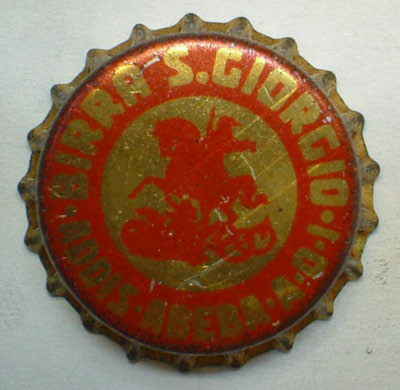 BIRRA S. GIORGIO
ADDIS · ABEBA · A.O.I.